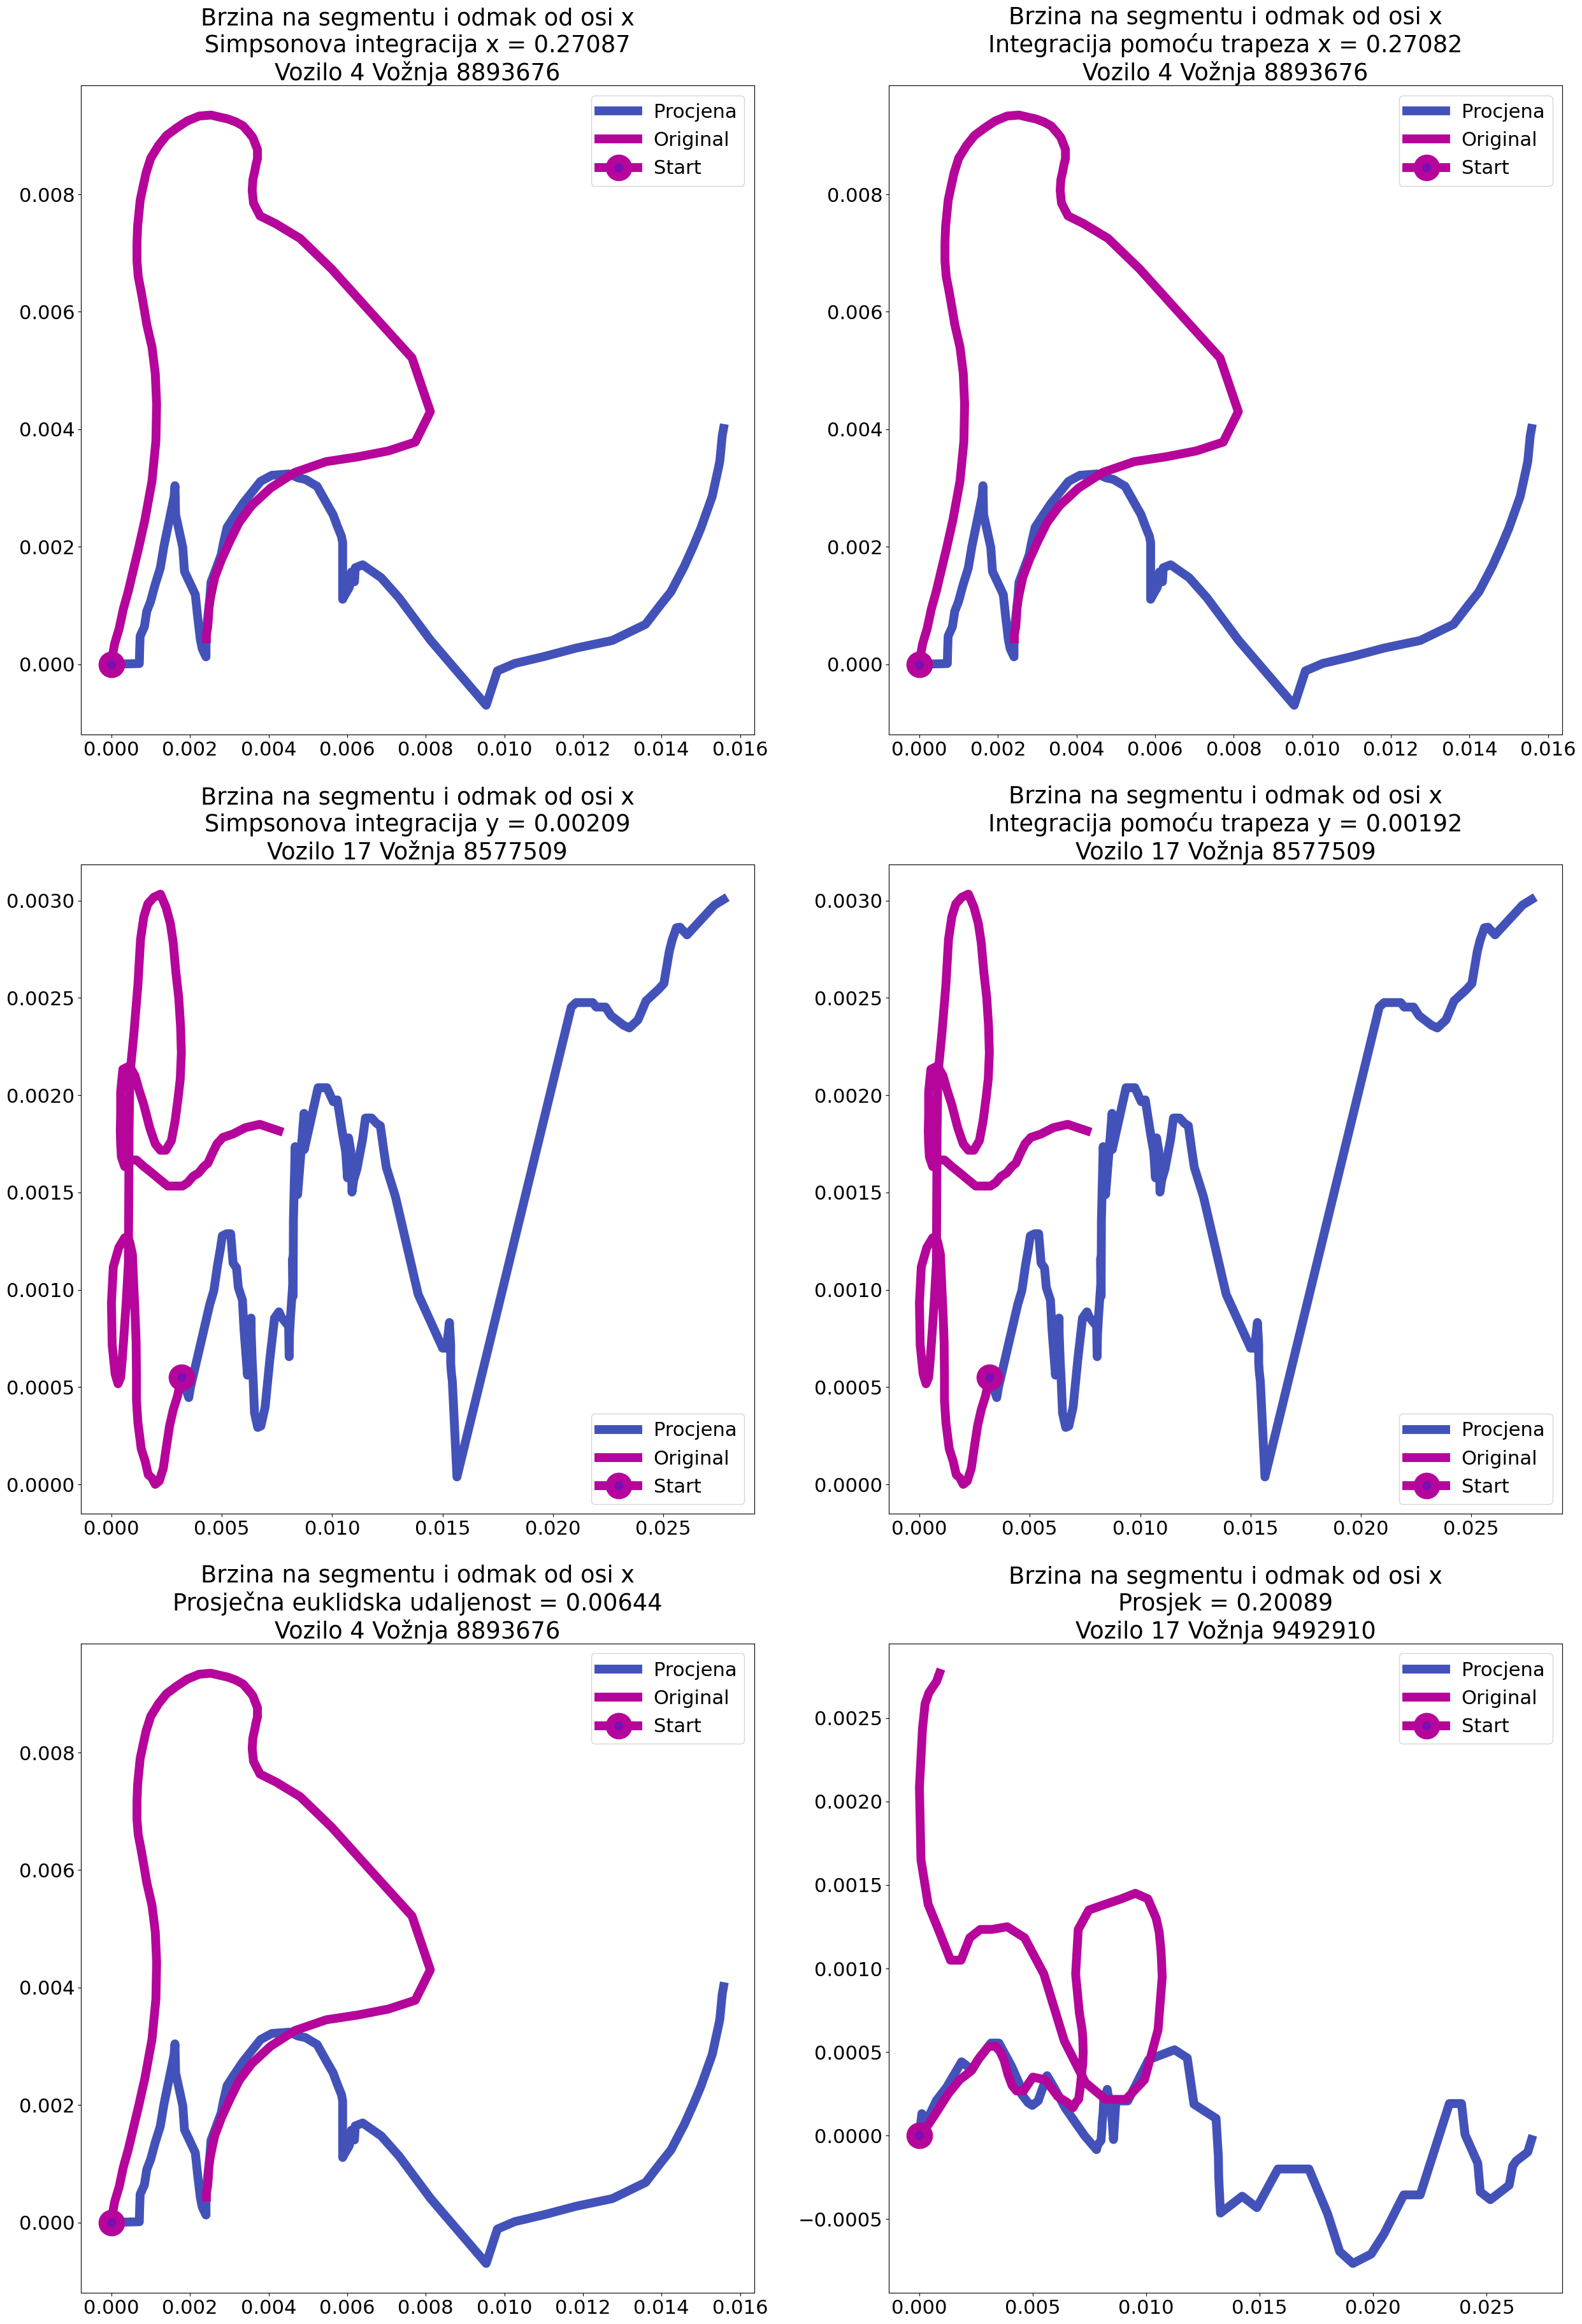 Brzina na segmentu i odmak od osi x
Simpsonova integracija x = 0.27087
Vozilo 4 Vožnja 8893676
Procjena
Original
Start
0.008
0.006
0.004
0.002
0.000
0.000 0.002 0.004 0.006 0.008 0.010 0.012 0.014 0.016
Brzina na segmentu i odmak od osi x
Integracija pomoću trapeza x = 0.27082
Vozilo 4 Vožnja 8893676
Procjena
Original
Start
0.008
0.006
0.004
0.002
0.000
0.000 0.002 0.004 0.006 0.008 0.010 0.012 0.014 0.016
Brzina na segmentu i odmak od osi x
Simpsonova integracija y = 0.00209
Vozilo 17 Vožnja 8577509
0.0030
0.0025
0.0020
0.0015
0.0010
0.0005
0.0000
Procjena
Original
Start
0.000 0.005 0.010 0.015 0.020 0.025
Brzina na segmentu i odmak od osi x
Integracija pomoću trapeza y = 0.00192
Vozilo 17 Vožnja 8577509
0.0030
0.0025
0.0020
0.0015
0.0010
0.0005
0.0000
Procjena
Original
Start
0.000 0.005 0.010 0.015 0.020 0.025
Brzina na segmentu i odmak od osi x
Prosječna euklidska udaljenost = 0.00644
Vozilo 4 Vožnja 8893676
Procjena
Original
Start
0.008
0.006
0.004
0.002
0.000
0.000 0.002 0.004 0.006 0.008 0.010 0.012 0.014 0.016
Brzina na segmentu i odmak od osi x
Prosjek = 0.20089
Vozilo 17 Vožnja 9492910
Procjena
Original
Start
0.0025
0.0020
0.0015
0.0010
0.0005
0.0000
−0.0005
0.000 0.005 0.010 0.015 0.020 0.025